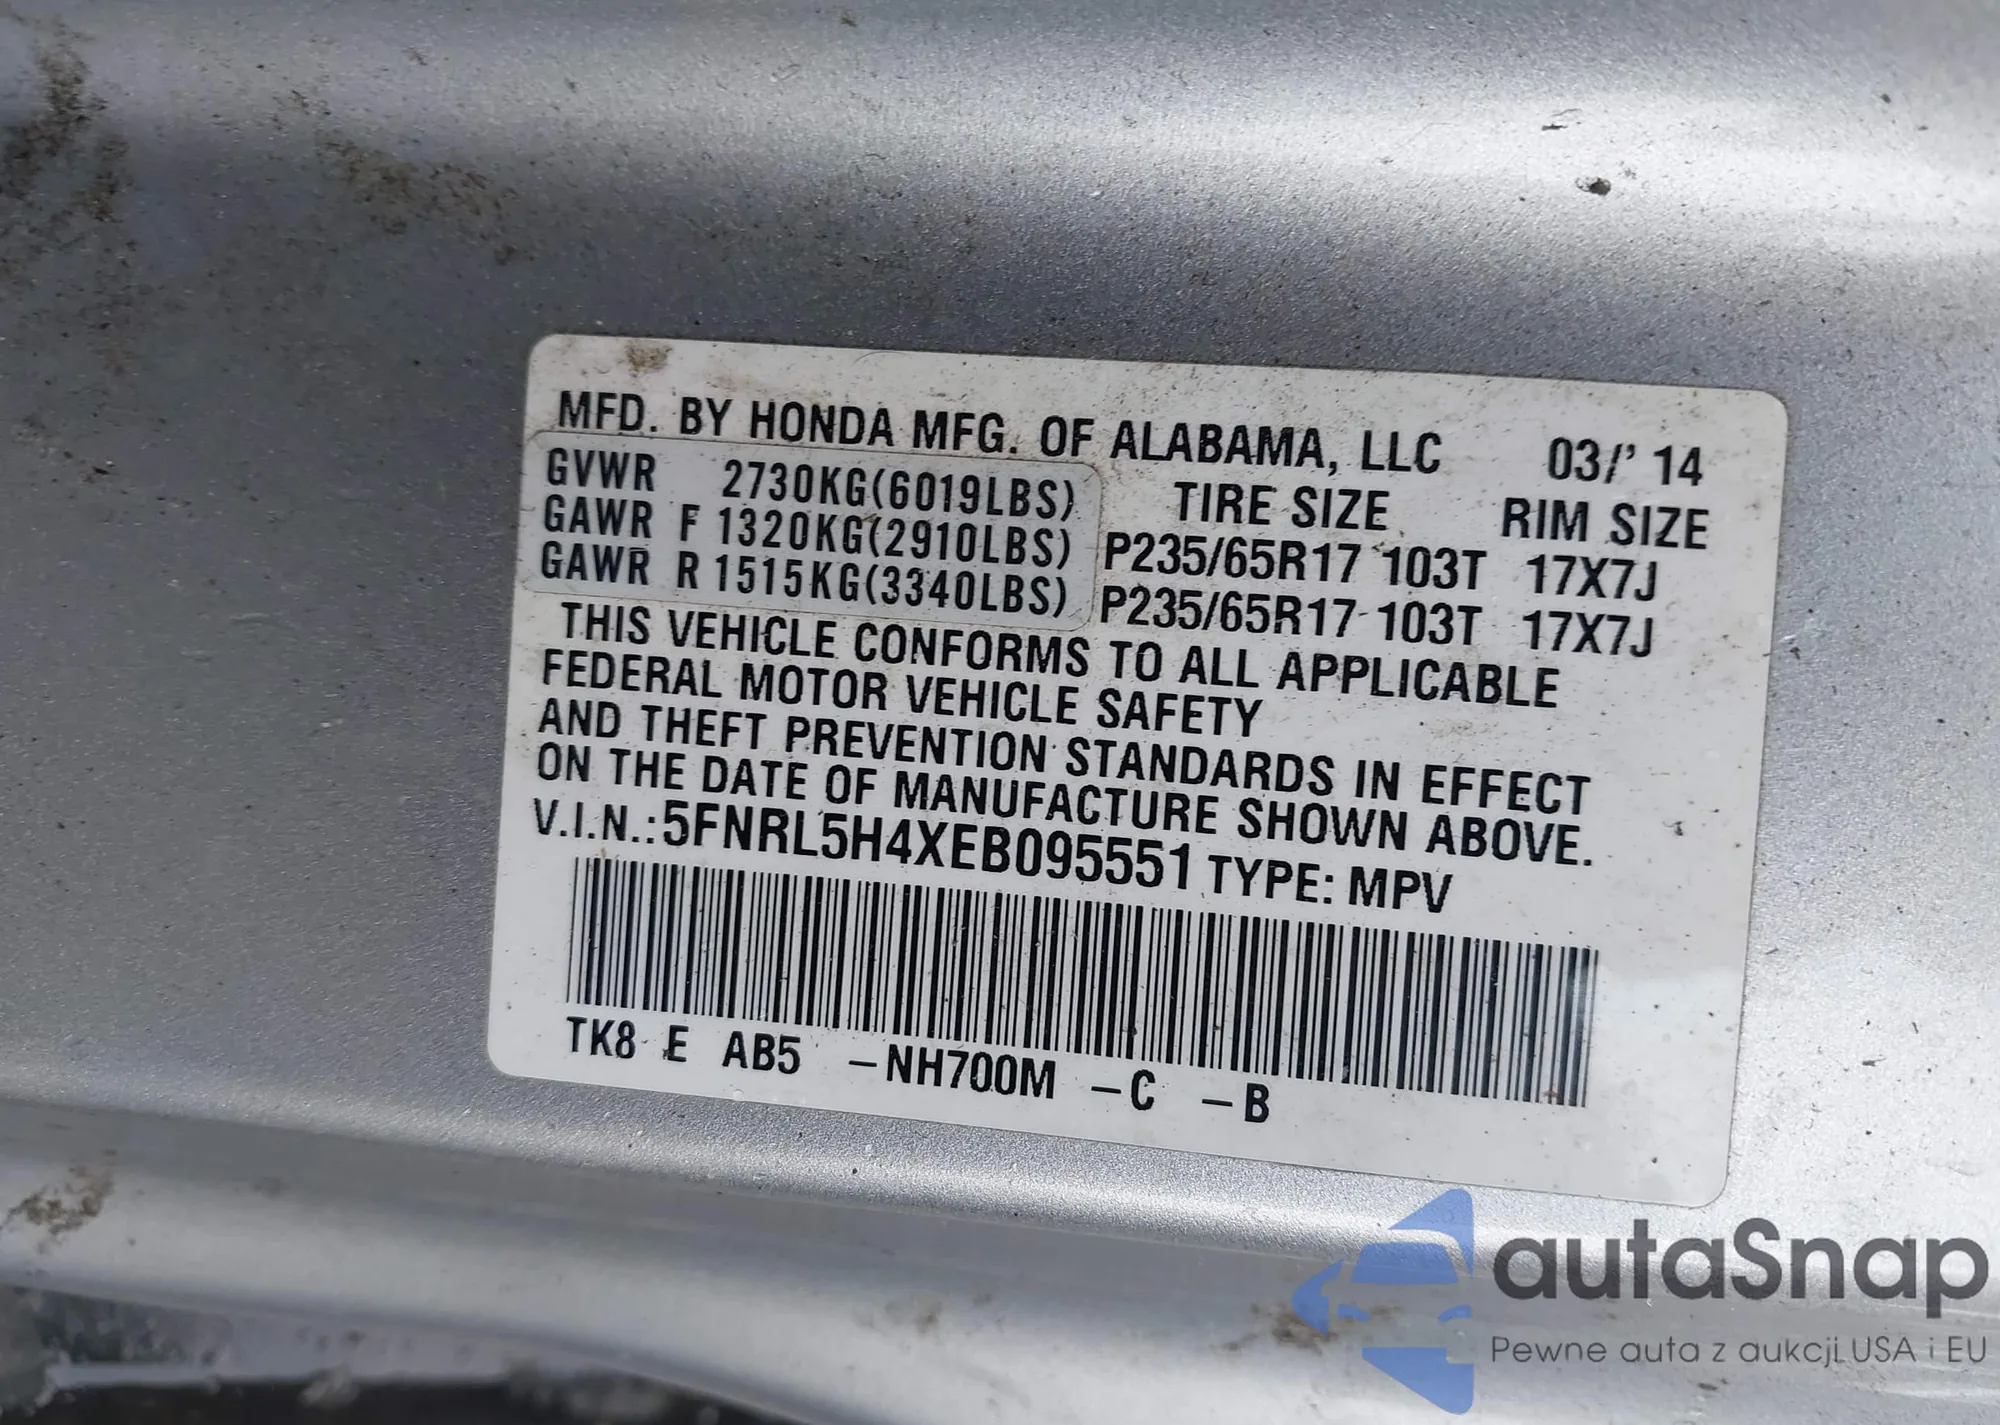 MFD. BY HONDA MFG. OF ALABAMA, LLC 03/' 14
GVWR 2730KG(6019LBS) TIRE SIZE RIM SIZE
GAWR F 1320KG(2910LBS) P235/65R17 103T 17X7J
GAWR R 1515KG(3340LBS) P235/65R17 103T 17X7J
THIS VEHICLE CONFORMS TO ALL APPLICABLE
FEDERAL MOTOR VEHICLE SAFETY
AND THEFT PREVENTION STANDARDS IN EFFECT
ON THE DATE OF MANUFACTURE SHOWN ABOVE.
V.I.N.:5FNRL5H4XEB095551 TYPE: MPV
TK8 E AB5 -NH700M -C -B
autaSnap
Pewne auta z aukcji USA i EU